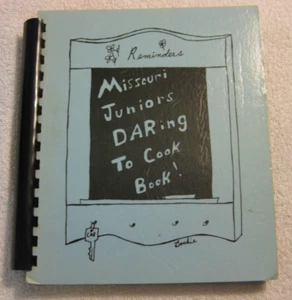 Reminders
Missouri
Juniors
DARing
To Cook
Book!